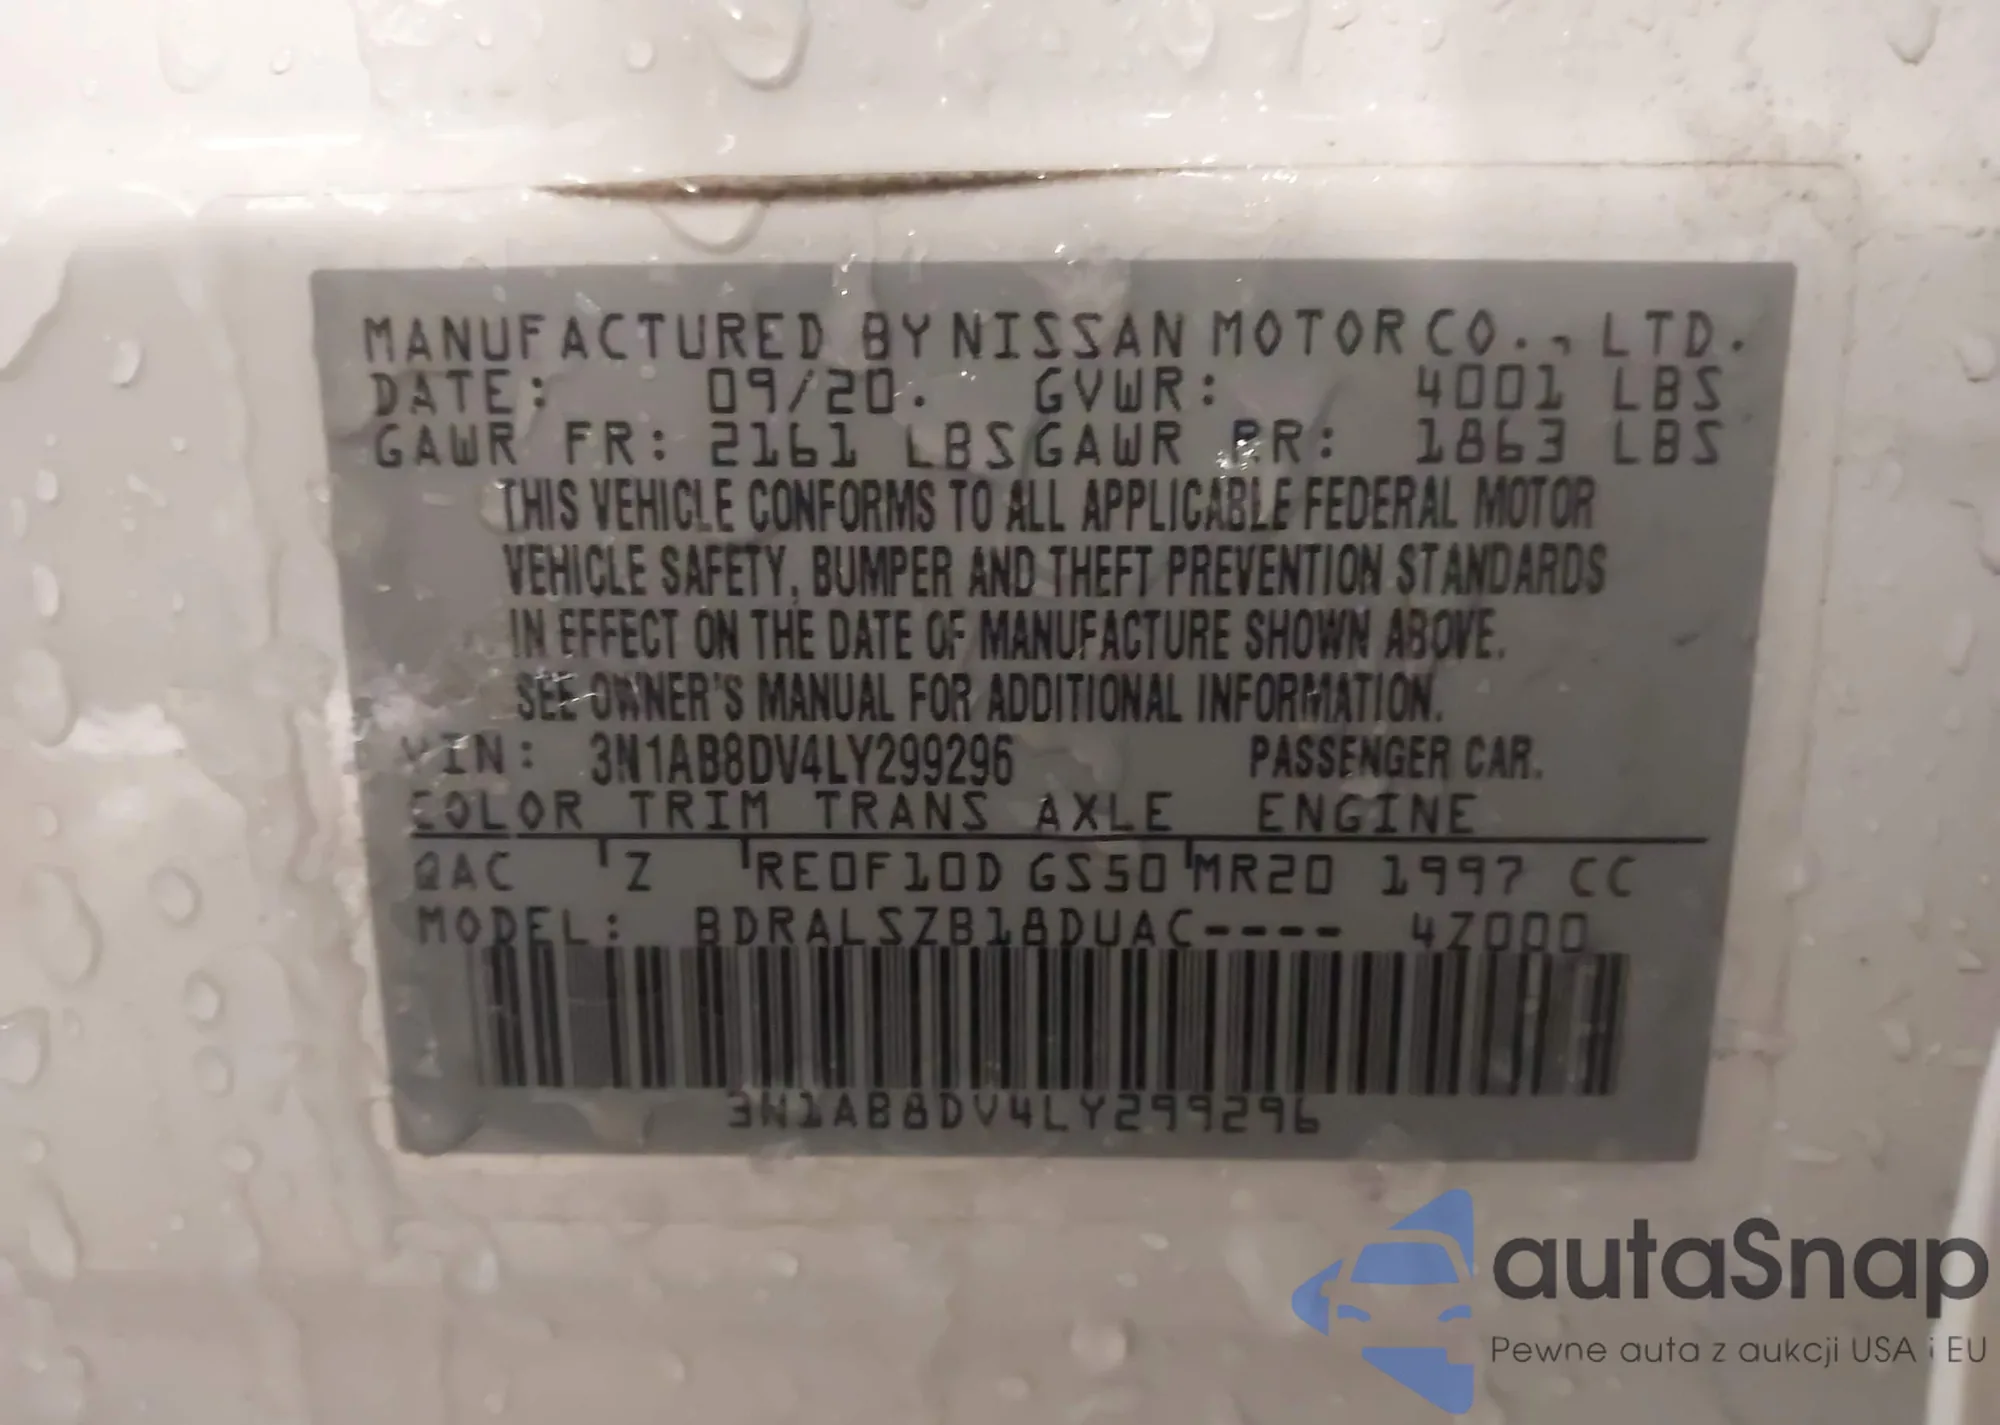 MANUFACTURED BY NISSAN MOTOR CO., LTD.
DATE: 09/20. GVWR: 4001 LBS
GAWR FR: 2161 LBS GAWR RR: 1863 LBS
THIS VEHICLE CONFORMS TO ALL APPLICABLE FEDERAL MOTOR
VEHICLE SAFETY, BUMPER AND THEFT PREVENTION STANDARDS
IN EFFECT ON THE DATE OF MANUFACTURE SHOWN ABOVE.
SEE OWNER'S MANUAL FOR ADDITIONAL INFORMATION.
VIN: 3N1AB8DV4LY299296 PASSENGER CAR.
COLOR TRIM TRANS AXLE ENGINE
QAC Z RE0F10D GS50 MR20 1997 CC
MODEL: BDRALSZB18DUAC---- 4Z000
3N1AB8DV4LY299296
autaSnap
Pewne auta z aukcji USA i EU